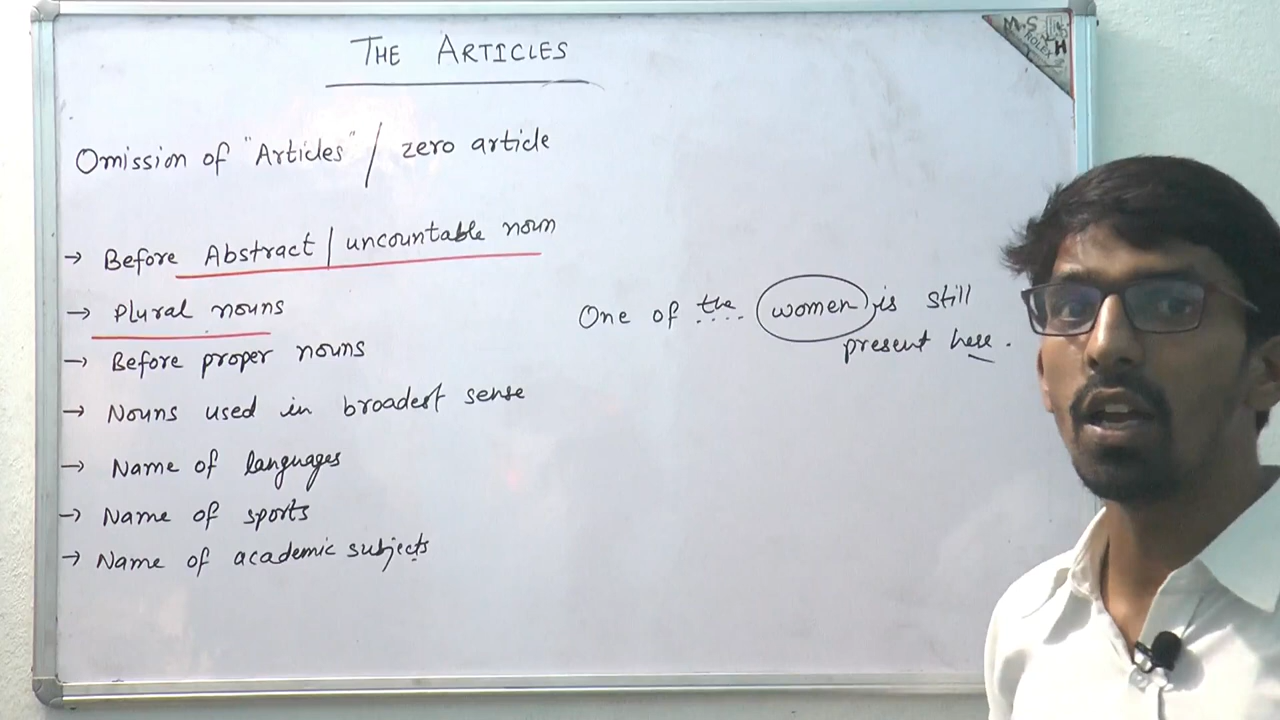 THE ARTICLES
Omission of "Articles" / zero article
→ Before Abstract / uncountable noun
→ Plural nouns
→ Before proper nouns
→ Nouns used in broadest sense
→ Name of languages
→ Name of sports
→ Name of academic subjects
One of the women is still
present here.
ROLEX